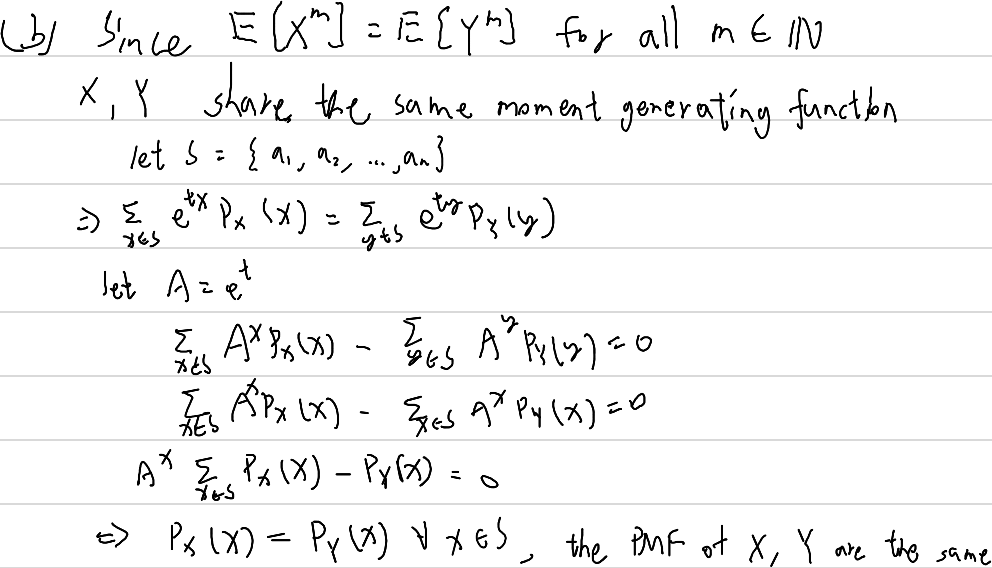 (b) Since E[X^m] = E[Y^m] for all m ∈ ℕ
X, Y share the same moment generating function
let S = {a₁, a₂, ..., aₙ}
⇒ Σ_{x∈S} e^{tx} P_X(x) = Σ_{y∈S} e^{ty} P_Y(y)
let A = e^t
Σ_{x∈S} A^x P_X(x) − Σ_{y∈S} A^y P_Y(y) = 0
Σ_{x∈S} A^x P_X(x) − Σ_{x∈S} A^x P_Y(x) = 0
A^x Σ_{x∈S} P_X(x) − P_Y(x) = 0
⇔ P_X(x) = P_Y(x) ∀ x ∈ S, the PMF of X, Y are the same